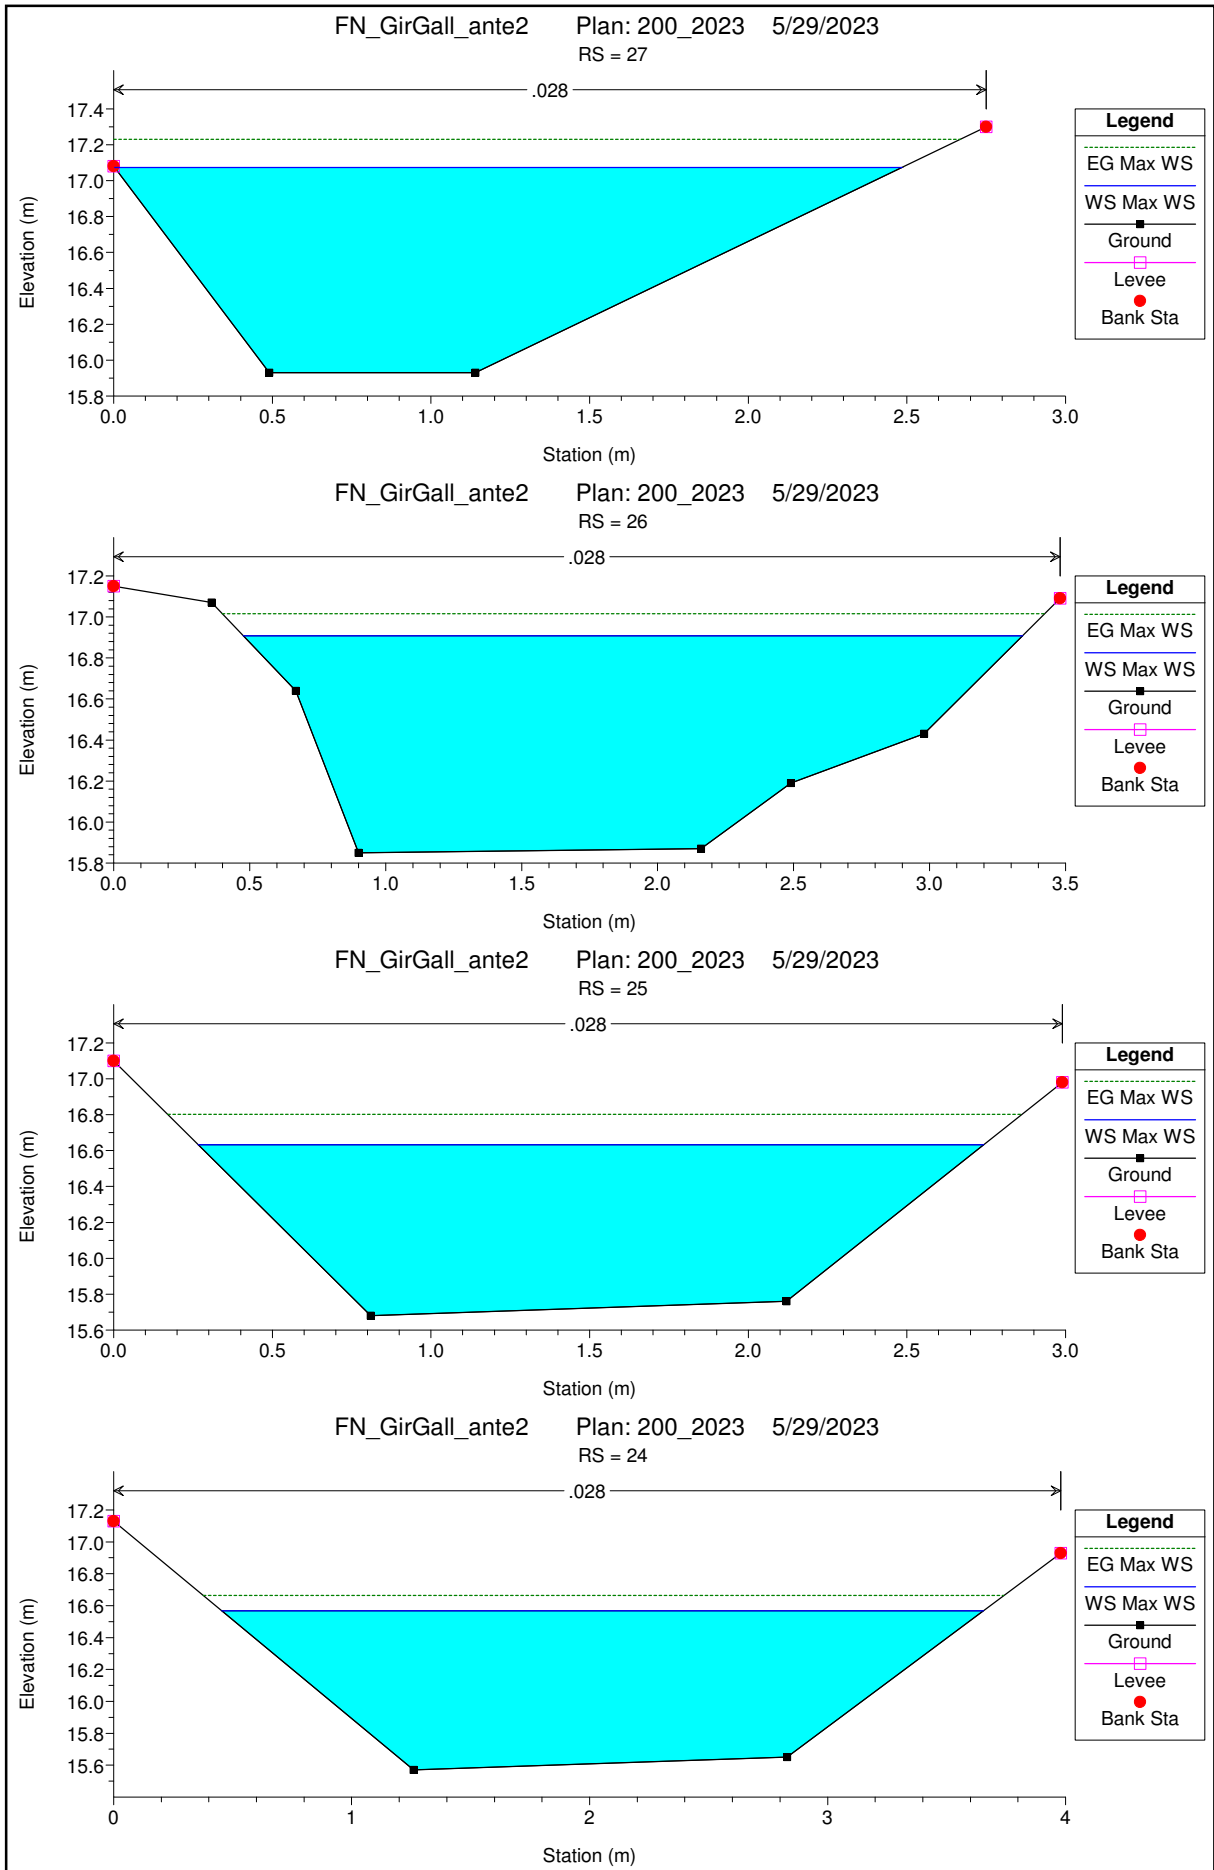 FN_GirGall_ante2 Plan: 200_2023 5/29/2023
RS = 27
.028
17.4
17.2
17.0
16.8
16.6
16.4
16.2
16.0
15.8
Elevation (m)
0.0 0.5 1.0 1.5 2.0 2.5 3.0
Station (m)
Legend
EG Max WS
WS Max WS
Ground
Levee
Bank Sta
FN_GirGall_ante2 Plan: 200_2023 5/29/2023
RS = 26
.028
17.2
17.0
16.8
16.6
16.4
16.2
16.0
15.8
Elevation (m)
0.0 0.5 1.0 1.5 2.0 2.5 3.0 3.5
Station (m)
Legend
EG Max WS
WS Max WS
Ground
Levee
Bank Sta
FN_GirGall_ante2 Plan: 200_2023 5/29/2023
RS = 25
.028
17.2
17.0
16.8
16.6
16.4
16.2
16.0
15.8
15.6
Elevation (m)
0.0 0.5 1.0 1.5 2.0 2.5 3.0
Station (m)
Legend
EG Max WS
WS Max WS
Ground
Levee
Bank Sta
FN_GirGall_ante2 Plan: 200_2023 5/29/2023
RS = 24
.028
17.2
17.0
16.8
16.6
16.4
16.2
16.0
15.8
15.6
Elevation (m)
0 1 2 3 4
Station (m)
Legend
EG Max WS
WS Max WS
Ground
Levee
Bank Sta